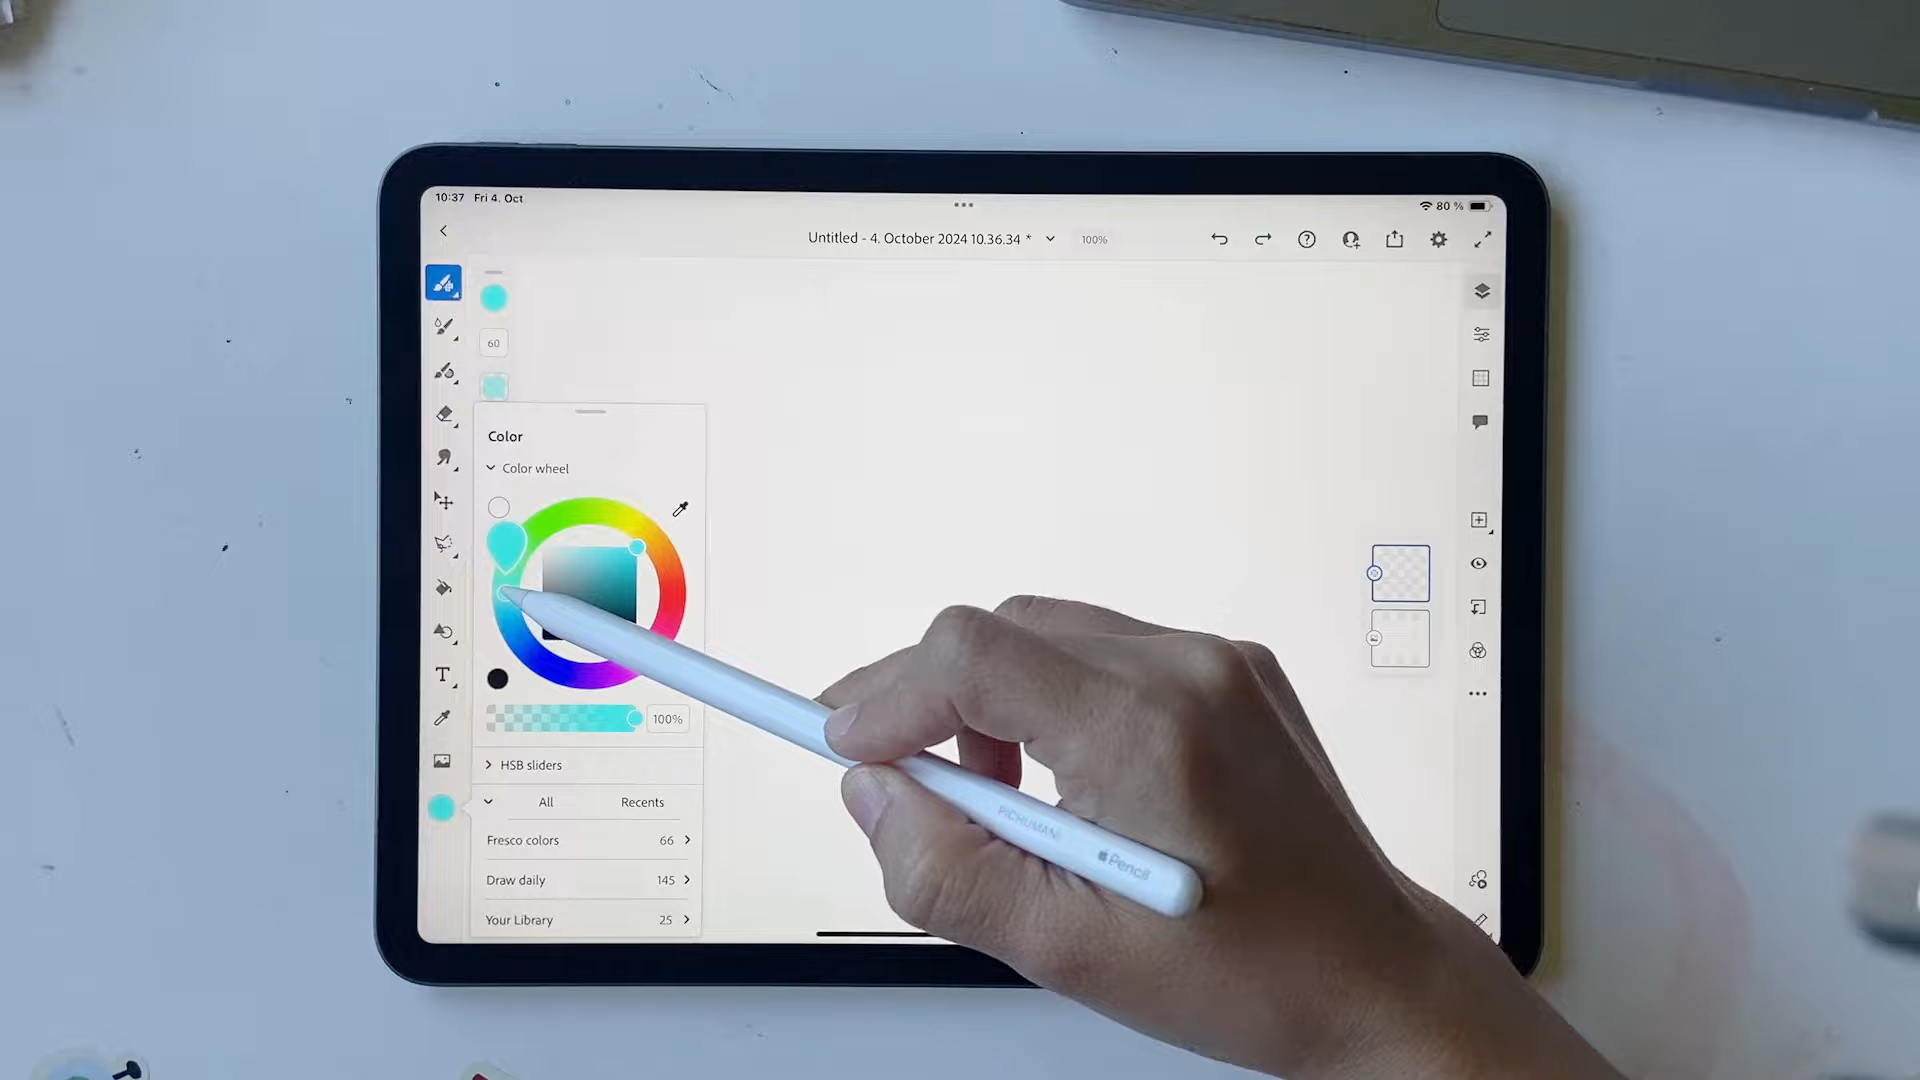 10:37 Fri 4. Oct
80 %
Untitled - 4. October 2024 10.36.34 *
100%
60
Color
Color wheel
100%
HSB sliders
All Recents
Fresco colors 66
Draw daily 145
Your Library 25
T
PICHUMANI
Pencil